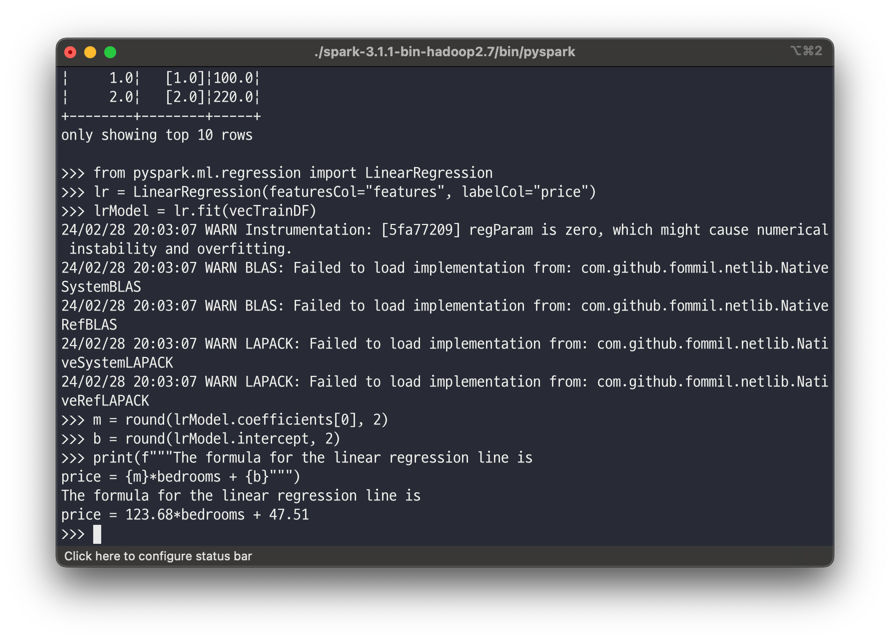 ./spark-3.1.1-bin-hadoop2.7/bin/pyspark ⌥⌘2
¦     1.0¦   [1.0]¦100.0¦
¦     2.0¦   [2.0]¦220.0¦
+--------+--------+-----+
only showing top 10 rows
>>> from pyspark.ml.regression import LinearRegression
>>> lr = LinearRegression(featuresCol="features", labelCol="price")
>>> lrModel = lr.fit(vecTrainDF)
24/02/28 20:03:07 WARN Instrumentation: [5fa77209] regParam is zero, which might cause numerical
 instability and overfitting.
24/02/28 20:03:07 WARN BLAS: Failed to load implementation from: com.github.fommil.netlib.Native
SystemBLAS
24/02/28 20:03:07 WARN BLAS: Failed to load implementation from: com.github.fommil.netlib.Native
RefBLAS
24/02/28 20:03:07 WARN LAPACK: Failed to load implementation from: com.github.fommil.netlib.Nati
veSystemLAPACK
24/02/28 20:03:07 WARN LAPACK: Failed to load implementation from: com.github.fommil.netlib.Nati
veRefLAPACK
>>> m = round(lrModel.coefficients[0], 2)
>>> b = round(lrModel.intercept, 2)
>>> print(f"""The formula for the linear regression line is
price = {m}*bedrooms + {b}""")
The formula for the linear regression line is
price = 123.68*bedrooms + 47.51
>>>
Click here to configure status bar